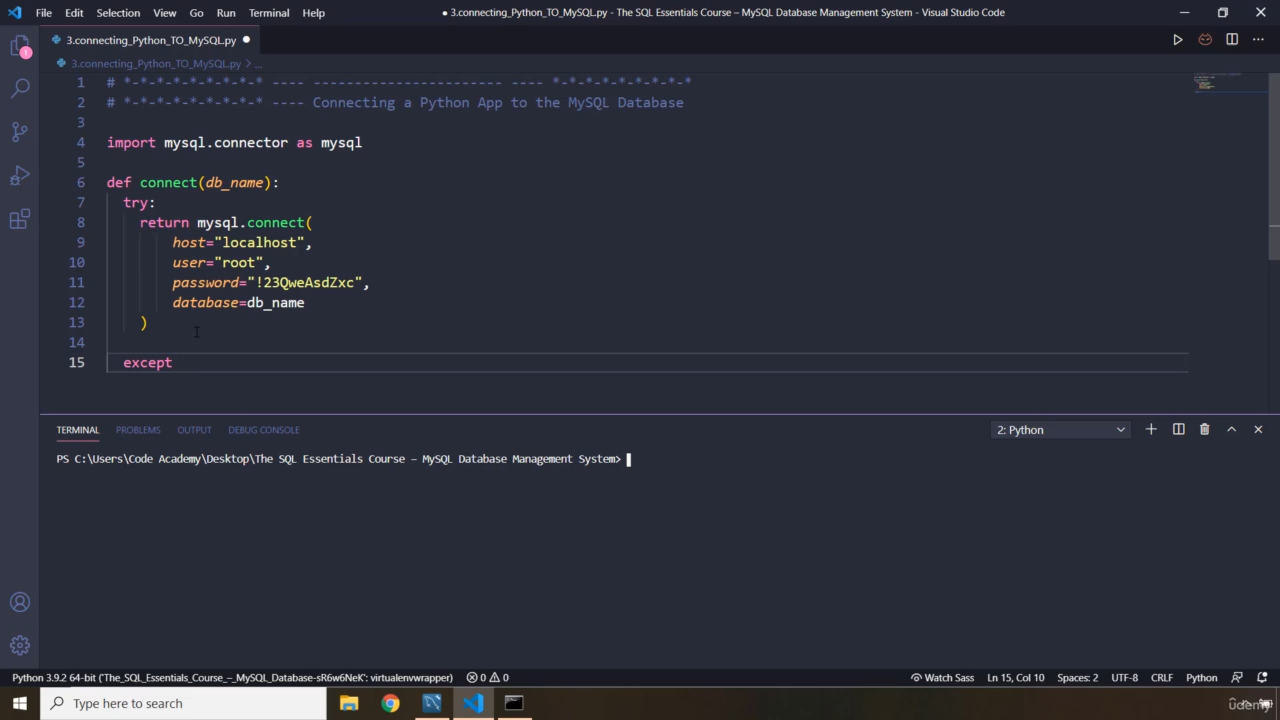 File Edit Selection View Go Run Terminal Help
● 3.connecting_Python_TO_MySQL.py - The SQL Essentials Course – MySQL Database Management System - Visual Studio Code
3.connecting_Python_TO_MySQL.py ●
3.connecting_Python_TO_MySQL.py > ...
1 # *-*-*-*-*-*-*-*-* ---- ----------------------- ---- *-*-*-*-*-*-*-*-*
2 # *-*-*-*-*-*-*-*-* ---- Connecting a Python App to the MySQL Database
3
4 import mysql.connector as mysql
5
6 def connect(db_name):
7 try:
8 return mysql.connect(
9 host="localhost",
10 user="root",
11 password="!23QweAsdZxc",
12 database=db_name
13 )
14
15 except
1
TERMINAL PROBLEMS OUTPUT DEBUG CONSOLE 2: Python
PS C:\Users\Code Academy\Desktop\The SQL Essentials Course – MySQL Database Management System>
Python 3.9.2 64-bit ('The_SQL_Essentials_Course_–_MySQL_Database-sR6w6NeK': virtualenvwrapper) 0 0 Watch Sass Ln 15, Col 10 Spaces: 2 UTF-8 CRLF Python
Type here to search
Udemy